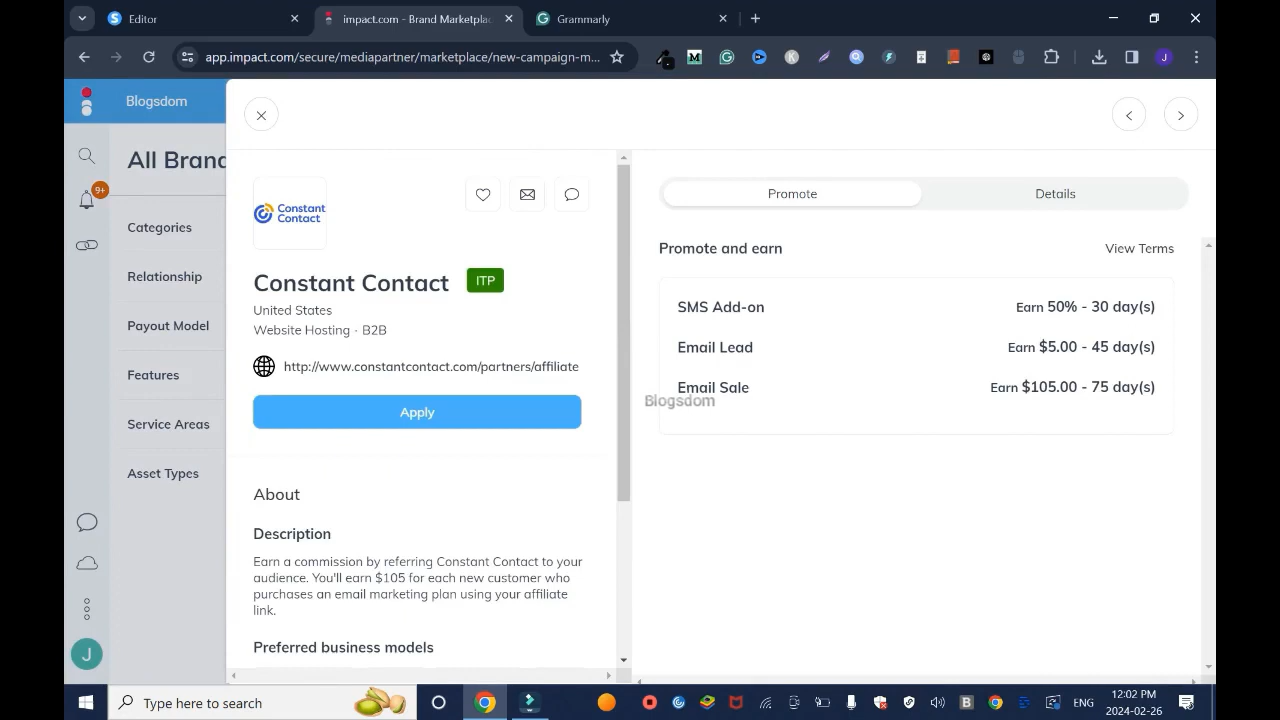 Editor
impact.com - Brand Marketplac
Grammarly
app.impact.com/secure/mediapartner/marketplace/new-campaign-m...
J
Blogsdom
9+
All Bran
Categories
Relationship
Payout Model
Features
Service Areas
Asset Types
J
Constant
Contact
Constant Contact ITP
United States
Website Hosting - B2B
http://www.constantcontact.com/partners/affiliate
Apply
About
Description
Earn a commission by referring Constant Contact to your
audience. You'll earn $105 for each new customer who
purchases an email marketing plan using your affiliate
link.
Preferred business models
Promote Details
Promote and earn View Terms
SMS Add-on Earn 50% - 30 day(s)
Email Lead Earn $5.00 - 45 day(s)
Email Sale Earn $105.00 - 75 day(s)
Blogsdom
Type here to search
ENG
12:02 PM
2024-02-26